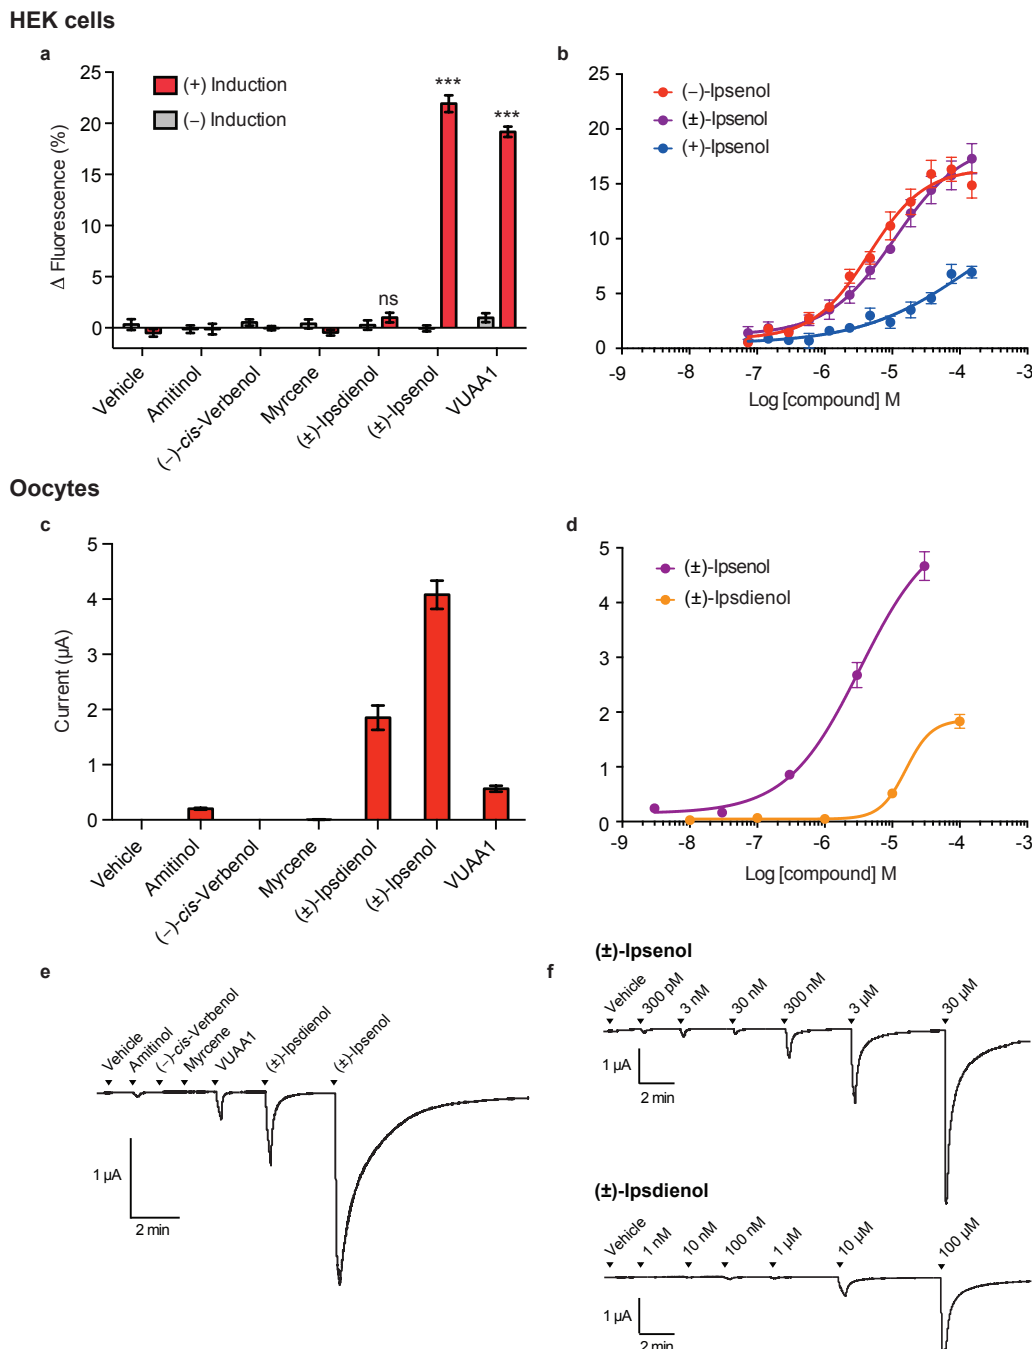 HEK cells
a
25
20
15
10
5
0
Δ Fluorescence (%)
(+) Induction
(−) Induction
ns
***
***
Vehicle
Amitinol
(−)-cis-Verbenol
Myrcene
(±)-Ipsdienol
(±)-Ipsenol
VUAA1
b
25
20
15
10
5
0
(−)-Ipsenol
(±)-Ipsenol
(+)-Ipsenol
-9 -8 -7 -6 -5 -4 -3
Log [compound] M
Oocytes
c
5
4
3
2
1
0
Current (µA)
Vehicle
Amitinol
(−)-cis-Verbenol
Myrcene
(±)-Ipsdienol
(±)-Ipsenol
VUAA1
d
5
4
3
2
1
0
(±)-Ipsenol
(±)-Ipsdienol
-9 -8 -7 -6 -5 -4 -3
Log [compound] M
e
Vehicle
Amitinol
(−)-cis-Verbenol
Myrcene
VUAA1
(±)-Ipsdienol
(±)-Ipsenol
1 µA
2 min
f
(±)-Ipsenol
Vehicle
300 pM
3 nM
30 nM
300 nM
3 µM
30 µM
1 µA
2 min
(±)-Ipsdienol
Vehicle
1 nM
10 nM
100 nM
1 µM
10 µM
100 µM
1 µA
2 min